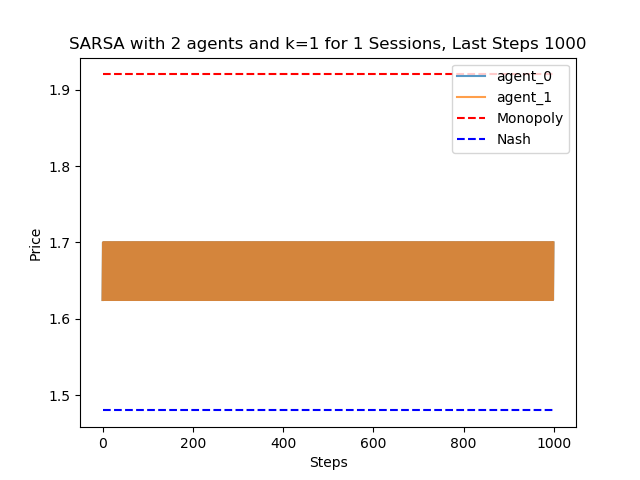 SARSA with 2 agents and k=1 for 1 Sessions, Last Steps 1000
agent_0
agent_1
Monopoly
Nash
Price
1.9
1.8
1.7
1.6
1.5
0 200 400 600 800 1000
Steps